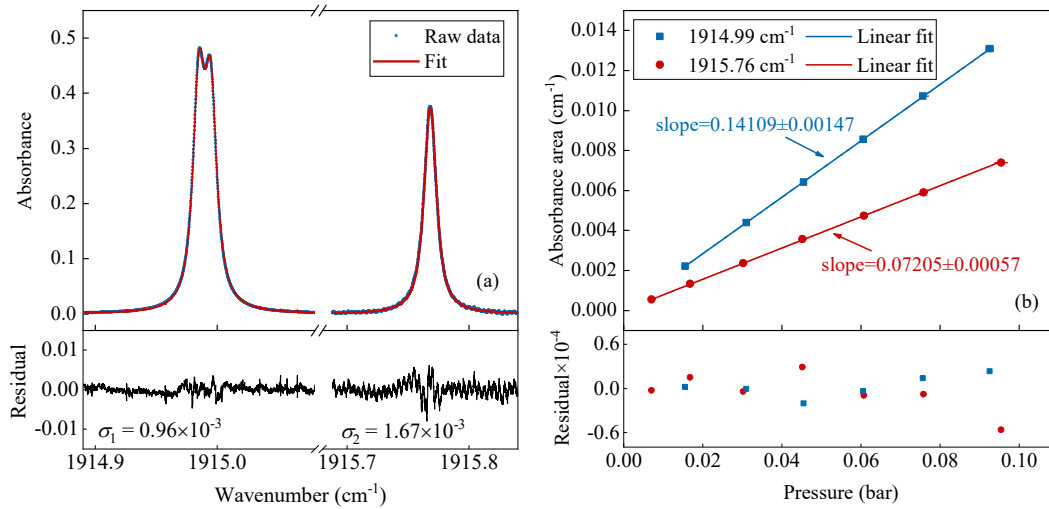 0.5
0.4
0.3
0.2
0.1
0.0
Absorbance
Raw data
Fit
(a)
0.01
0.00
-0.01
Residual
σ1 = 0.96×10-3
σ2 = 1.67×10-3
1914.9
1915.0
1915.7
1915.8
Wavenumber (cm-1)
0.014
0.012
0.010
0.008
0.006
0.004
0.002
0.000
Absorbance area (cm-1)
1914.99 cm-1 Linear fit
1915.76 cm-1 Linear fit
slope=0.14109±0.00147
slope=0.07205±0.00057
(b)
0.6
0.0
-0.6
Residual×10-4
0.00
0.02
0.04
0.06
0.08
0.10
Pressure (bar)